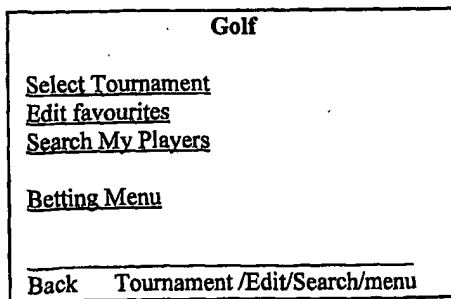 Golf
Select Tournament
Edit favourites
Search My Players
Betting Menu
Back Tournament /Edit/Search/menu